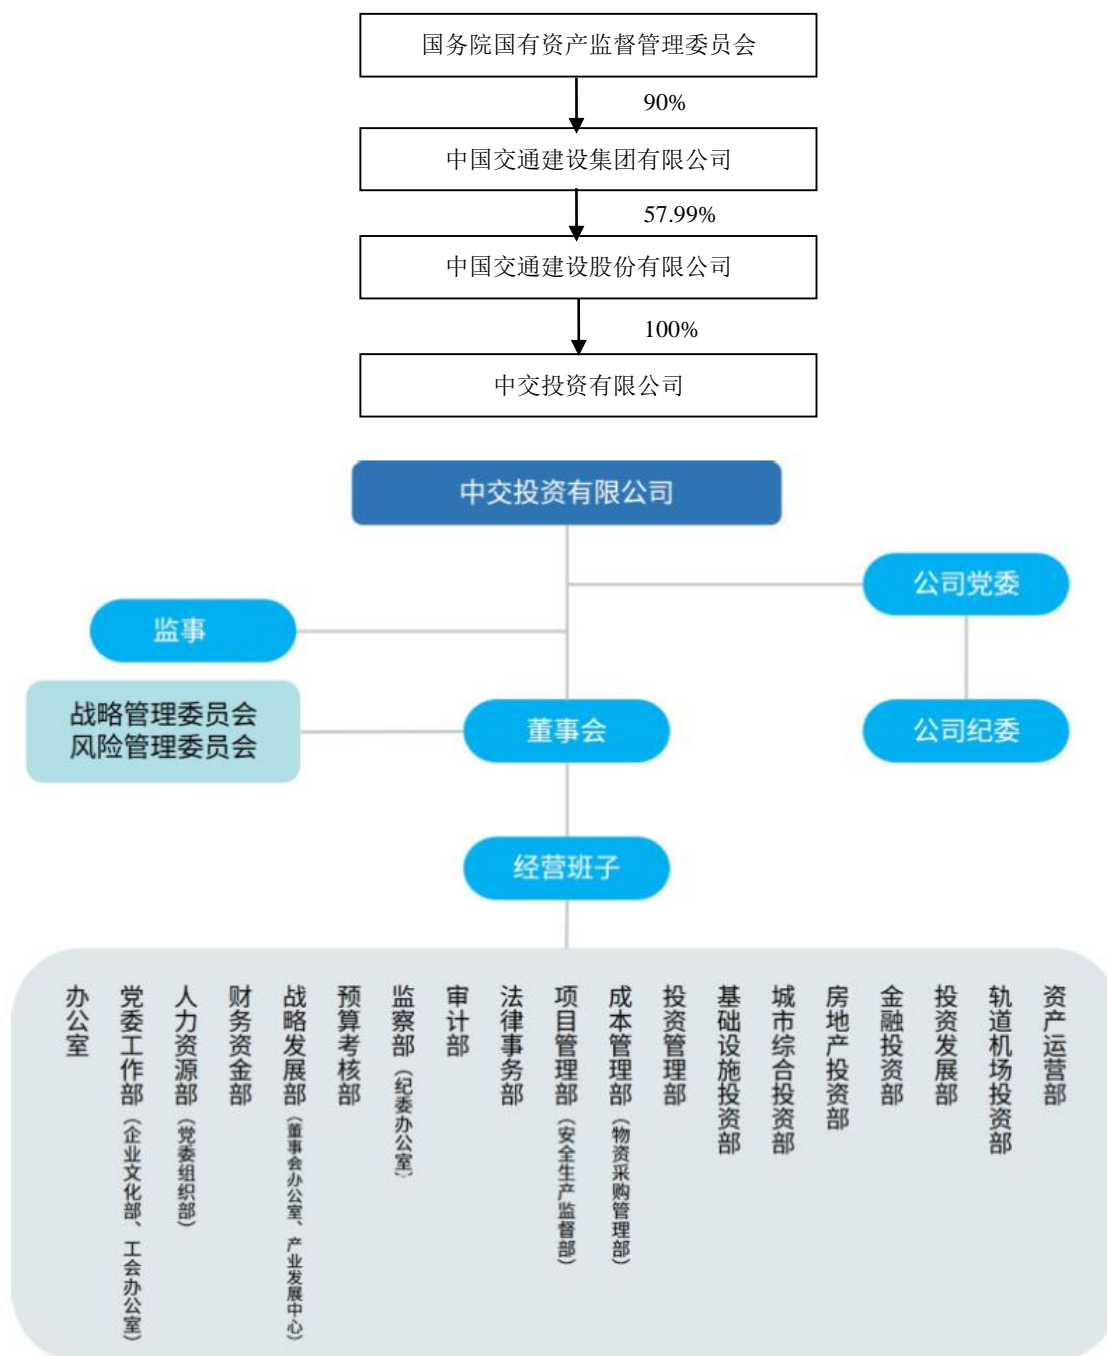 国务院国有资产监督管理委员会
90%
中国交通建设集团有限公司
57.99%
中国交通建设股份有限公司
100%
中交投资有限公司
中交投资有限公司
公司党委
监事
战略管理委员会
风险管理委员会
董事会
公司纪委
经营班子
办公室
党委工作部（企业文化部、工会办公室）
人力资源部（党委组织部）
财务资金部
战略发展部（董事会办公室、产业发展中心）
预算考核部
监察部（纪委办公室）
审计部
法律事务部
项目管理部（安全生产监督部）
成本管理部（物资采购管理部）
投资管理部
基础设施投资部
城市综合投资部
房地产投资部
金融投资部
投资发展部
轨道机场投资部
资产运营部